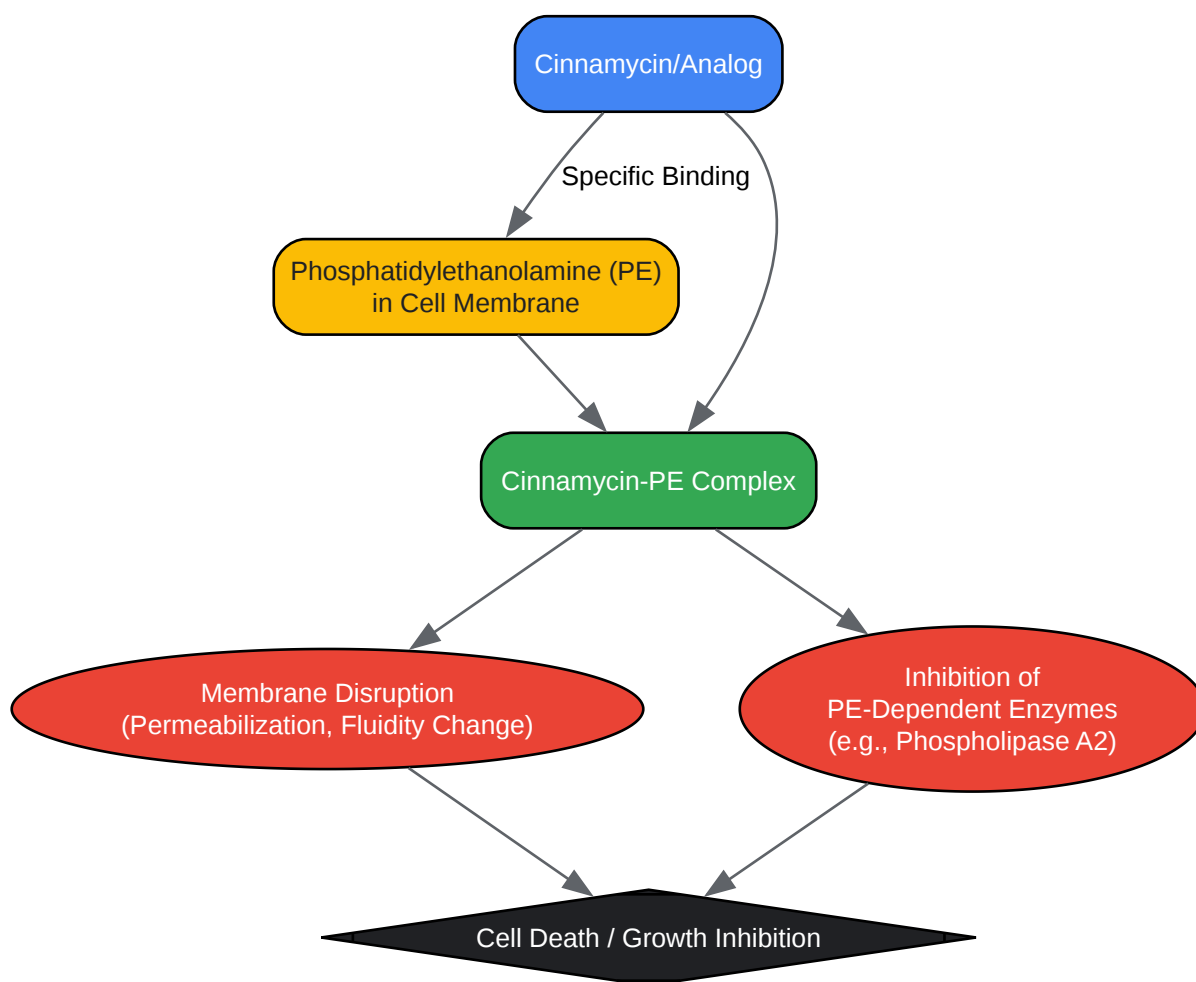 Cinnamycin/Analog
Specific Binding
Phosphatidylethanolamine (PE)
in Cell Membrane
Cinnamycin-PE Complex
Membrane Disruption
(Permeabilization, Fluidity Change)
Inhibition of
PE-Dependent Enzymes
(e.g., Phospholipase A2)
Cell Death / Growth Inhibition